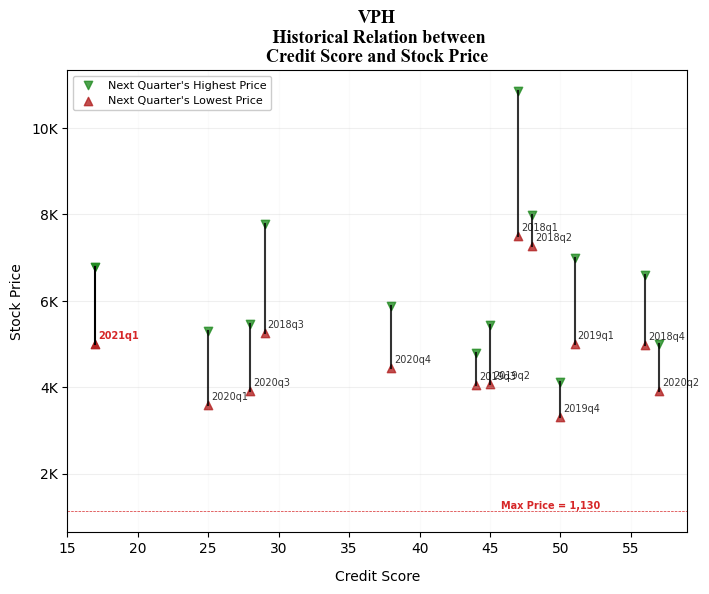 VPH
Historical Relation between
Credit Score and Stock Price
Next Quarter's Highest Price
Next Quarter's Lowest Price
10K
8K
6K
4K
2K
Stock Price
2018q1
2018q2
2018q3
2021q1
2019q1
2018q4
2020q4
2020q3
2019q3
2019q2
2020q2
2020q1
2019q4
Max Price = 1,130
15 20 25 30 35 40 45 50 55
Credit Score